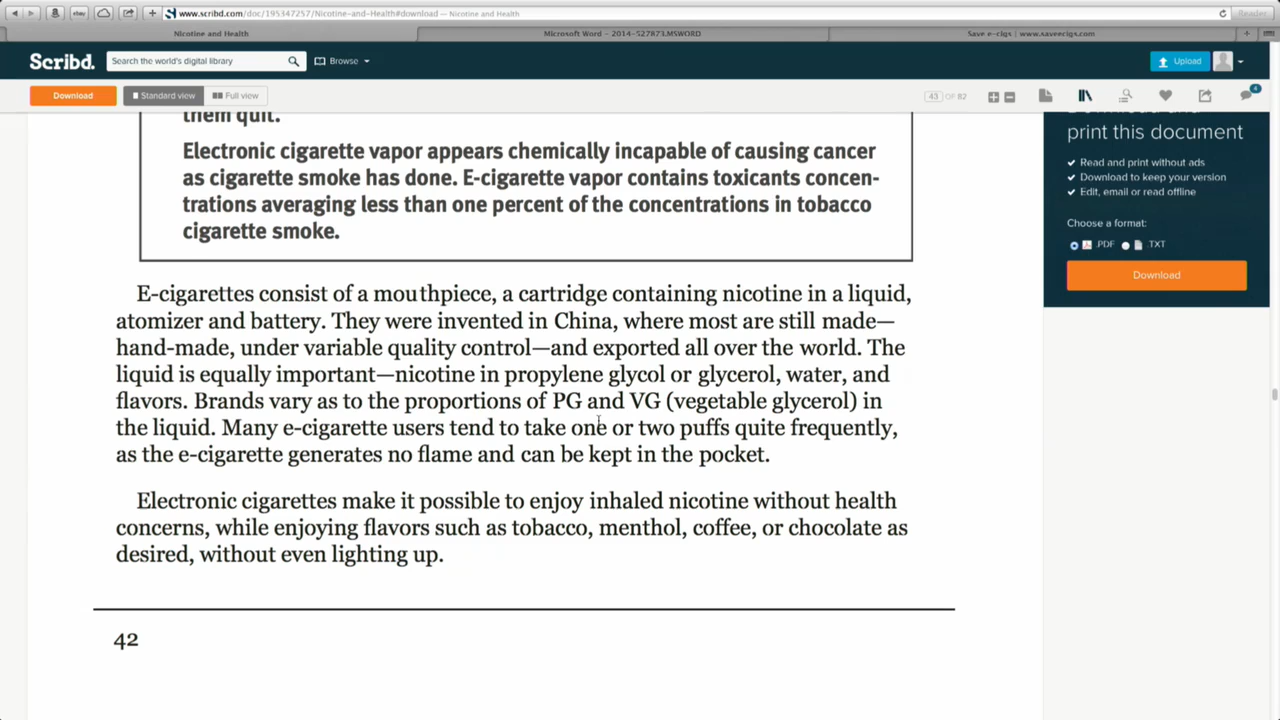 www.scribd.com/doc/195347257/Nicotine-and-Health#download — Nicotine and Health
Reader
Nicotine and Health
Microsoft Word - 2014-527873.MSWORD
Save e-cigs | www.saveecigs.com
Scribd.
Search the world's digital library
Browse
Upload
Download
Standard view
Full view
43 OF 82
4
them quit.
Electronic cigarette vapor appears chemically incapable of causing cancer
as cigarette smoke has done. E-cigarette vapor contains toxicants concen-
trations averaging less than one percent of the concentrations in tobacco
cigarette smoke.
E-cigarettes consist of a mouthpiece, a cartridge containing nicotine in a liquid,
atomizer and battery. They were invented in China, where most are still made—
hand-made, under variable quality control—and exported all over the world. The
liquid is equally important—nicotine in propylene glycol or glycerol, water, and
flavors. Brands vary as to the proportions of PG and VG (vegetable glycerol) in
the liquid. Many e-cigarette users tend to take one or two puffs quite frequently,
as the e-cigarette generates no flame and can be kept in the pocket.
Electronic cigarettes make it possible to enjoy inhaled nicotine without health
concerns, while enjoying flavors such as tobacco, menthol, coffee, or chocolate as
desired, without even lighting up.
42
print this document
Read and print without ads
Download to keep your version
Edit, email or read offline
Choose a format:
.PDF
.TXT
Download